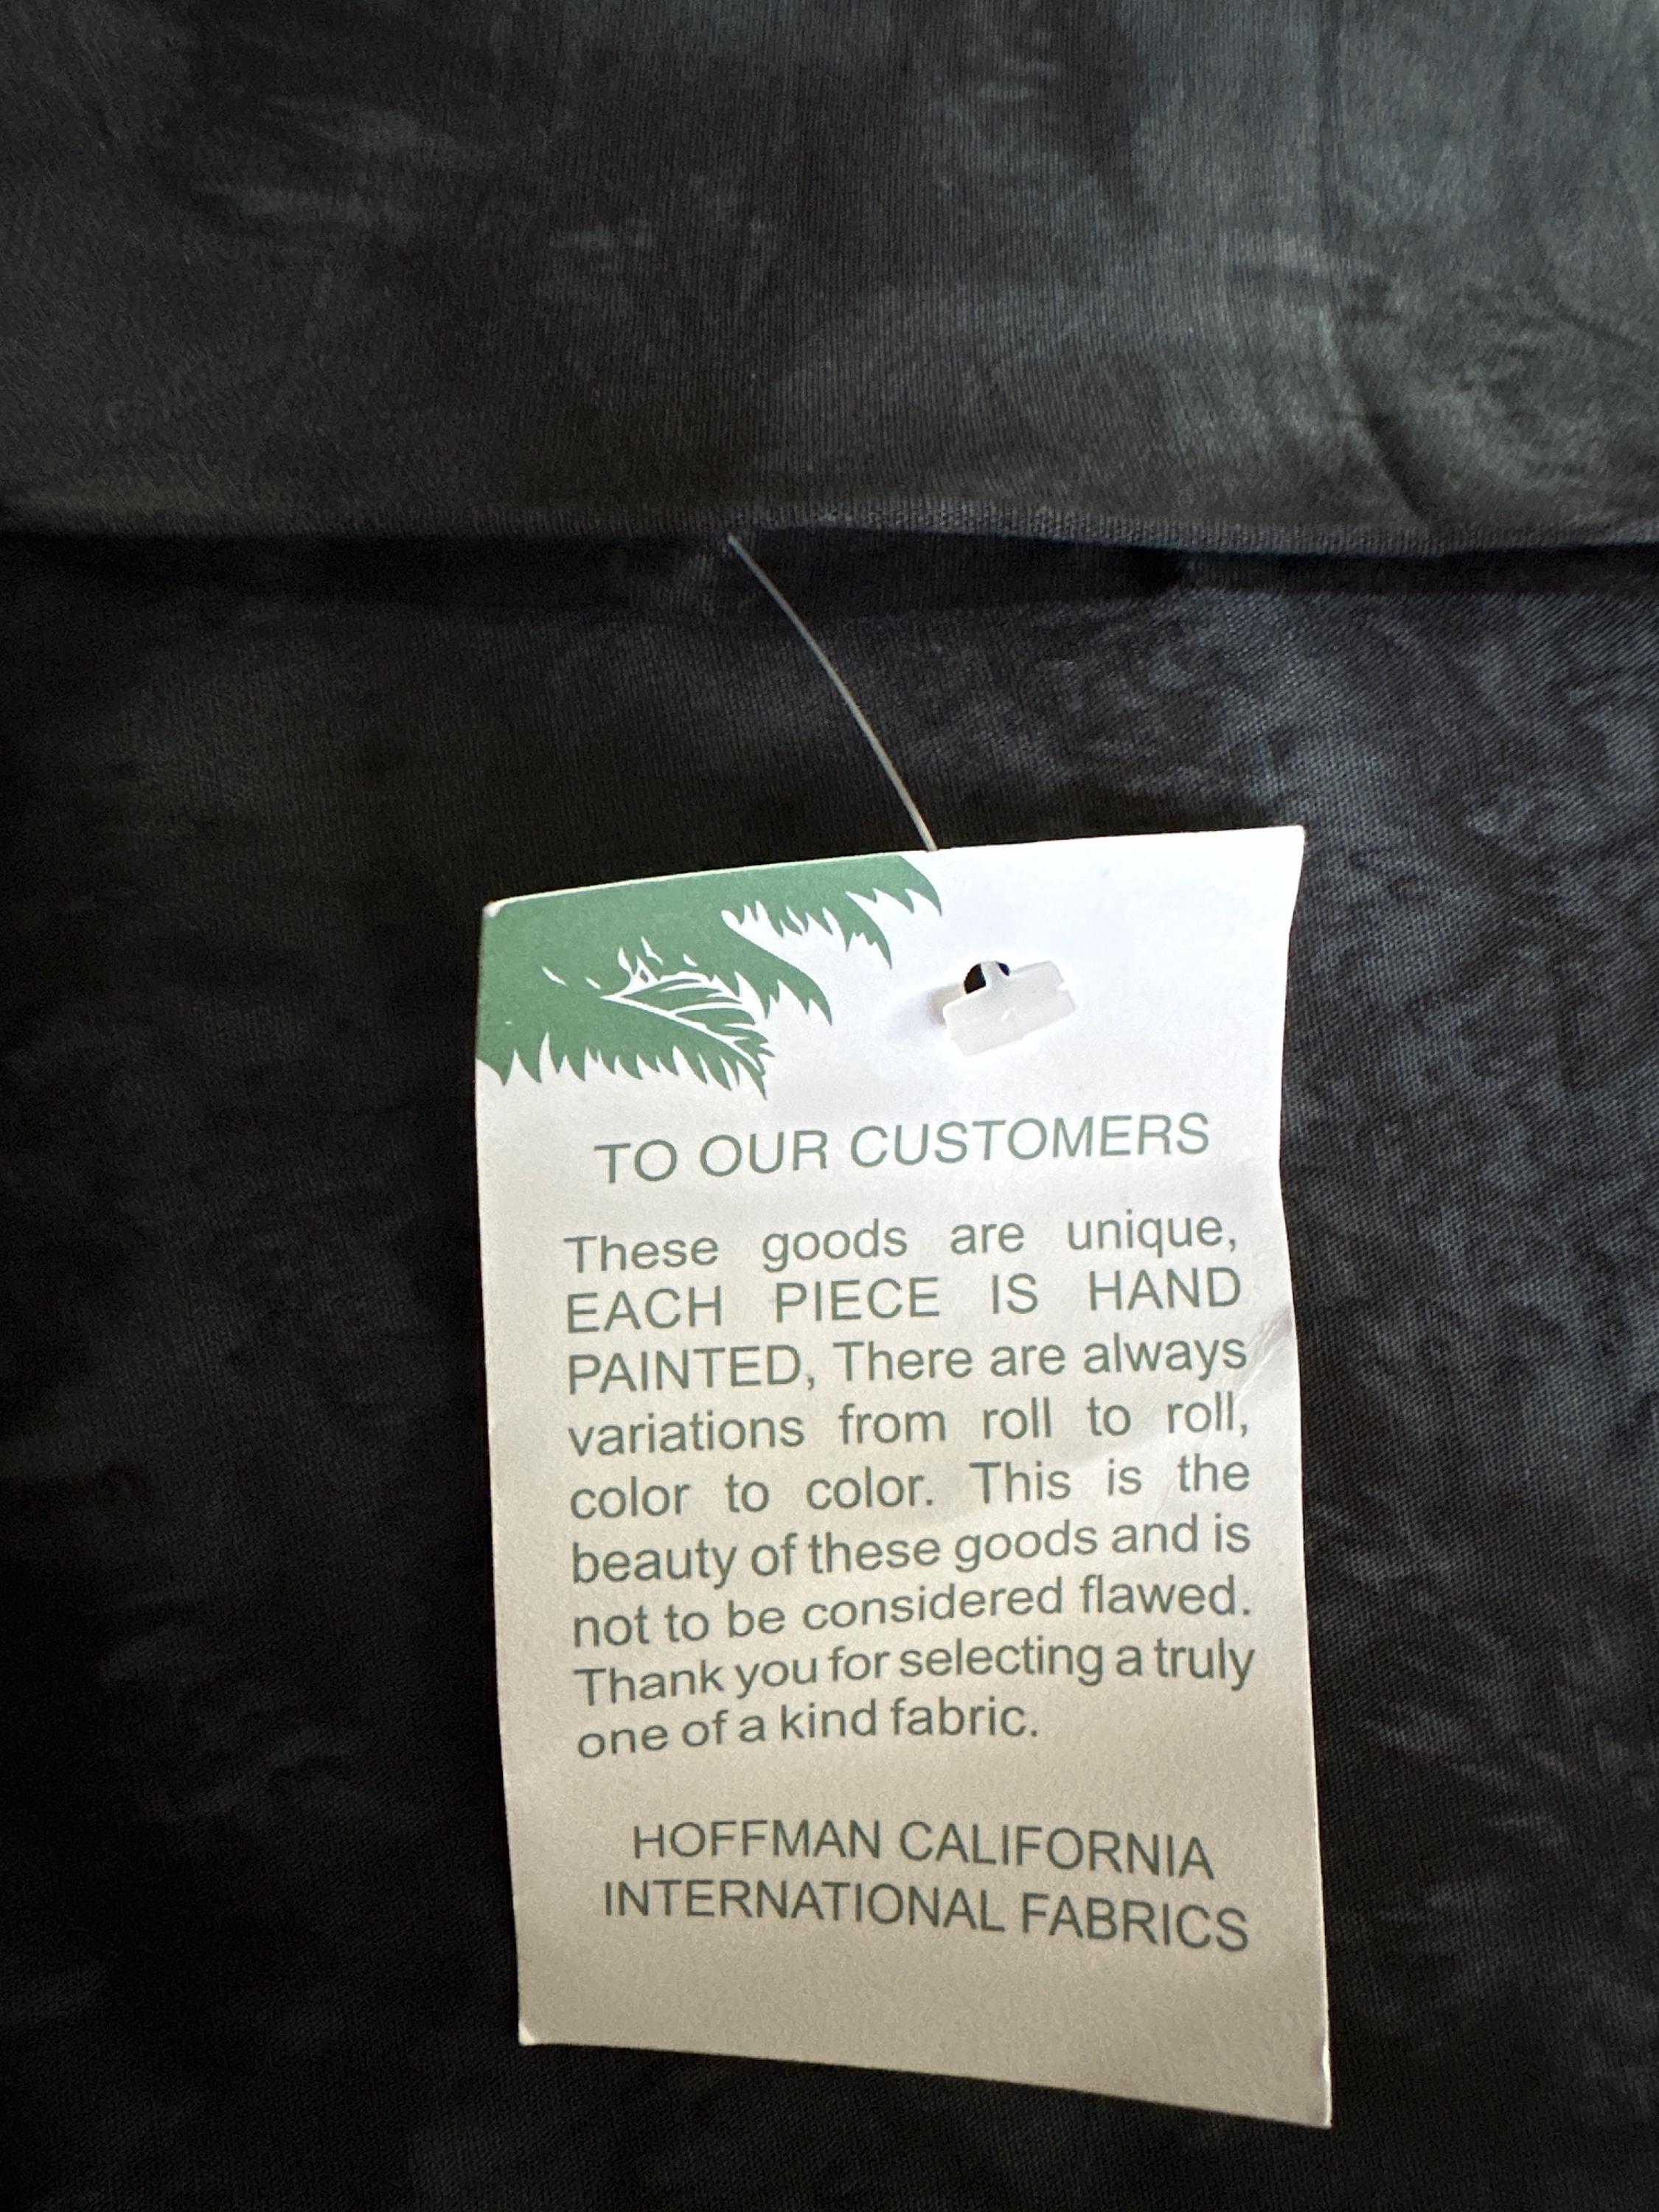 TO OUR CUSTOMERS
These goods are unique,
EACH PIECE IS HAND
PAINTED, There are always
variations from roll to roll,
color to color. This is the
beauty of these goods and is
not to be considered flawed.
Thank you for selecting a truly
one of a kind fabric.
HOFFMAN CALIFORNIA
INTERNATIONAL FABRICS